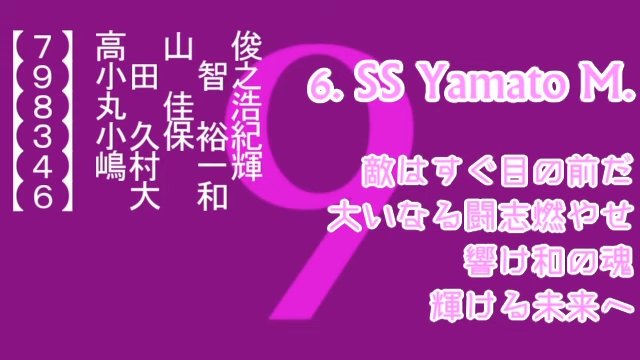 【7】高山俊
【9】小田智之
【8】丸佳浩
【3】小久保裕紀
【4】嶋村一輝
【6】大和
9
6. SS Yamato M.
敵はすぐ目の前だ
大いなる闘志燃やせ
響け和の魂
輝ける未来へ